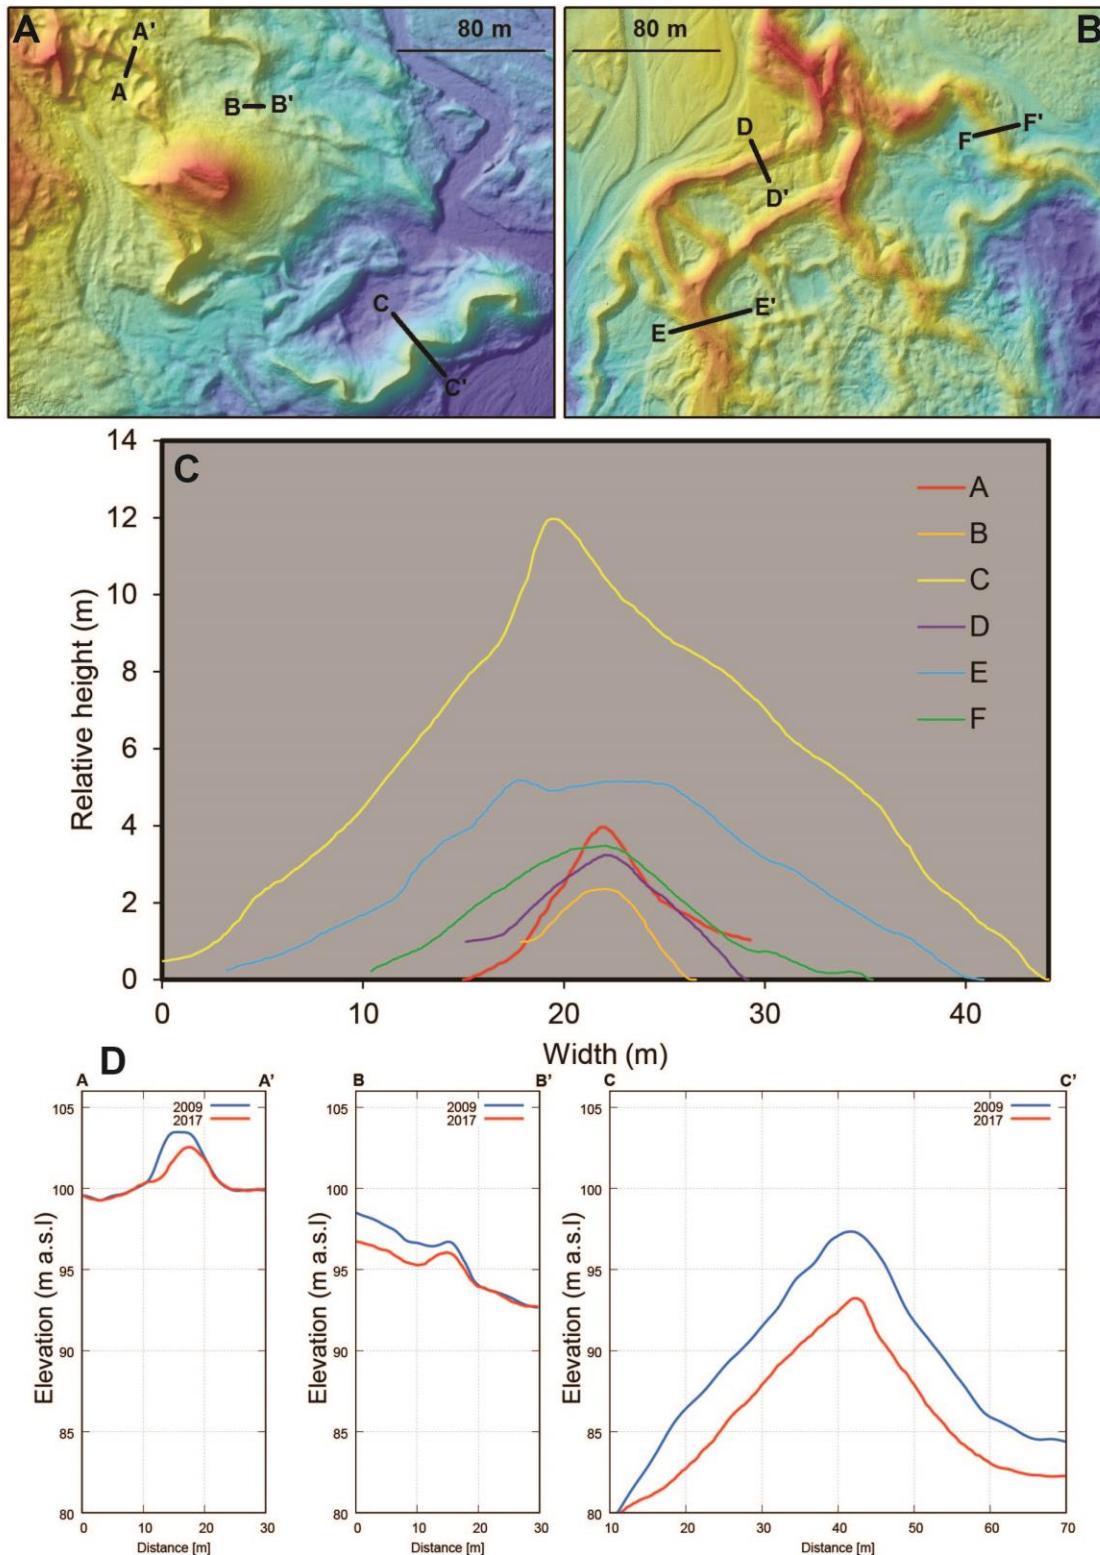 A
80 m
A'
A
B
B'
C
C'
80 m
B
D
D'
F
F'
E
E'
C
14
12
10
8
6
4
2
0
Relative height (m)
A
B
C
D
E
F
0
10
20
30
40
Width (m)
D
A
A’
2009
2017
105
100
95
90
85
80
Elevation (m a.s.l)
0
10
20
30
Distance [m]
B
B’
2009
2017
105
100
95
90
85
80
Elevation (m a.s.l)
0
10
20
30
Distance [m]
C
C’
2009
2017
105
100
95
90
85
80
Elevation (m a.s.l)
10
20
30
40
50
60
70
Distance [m]